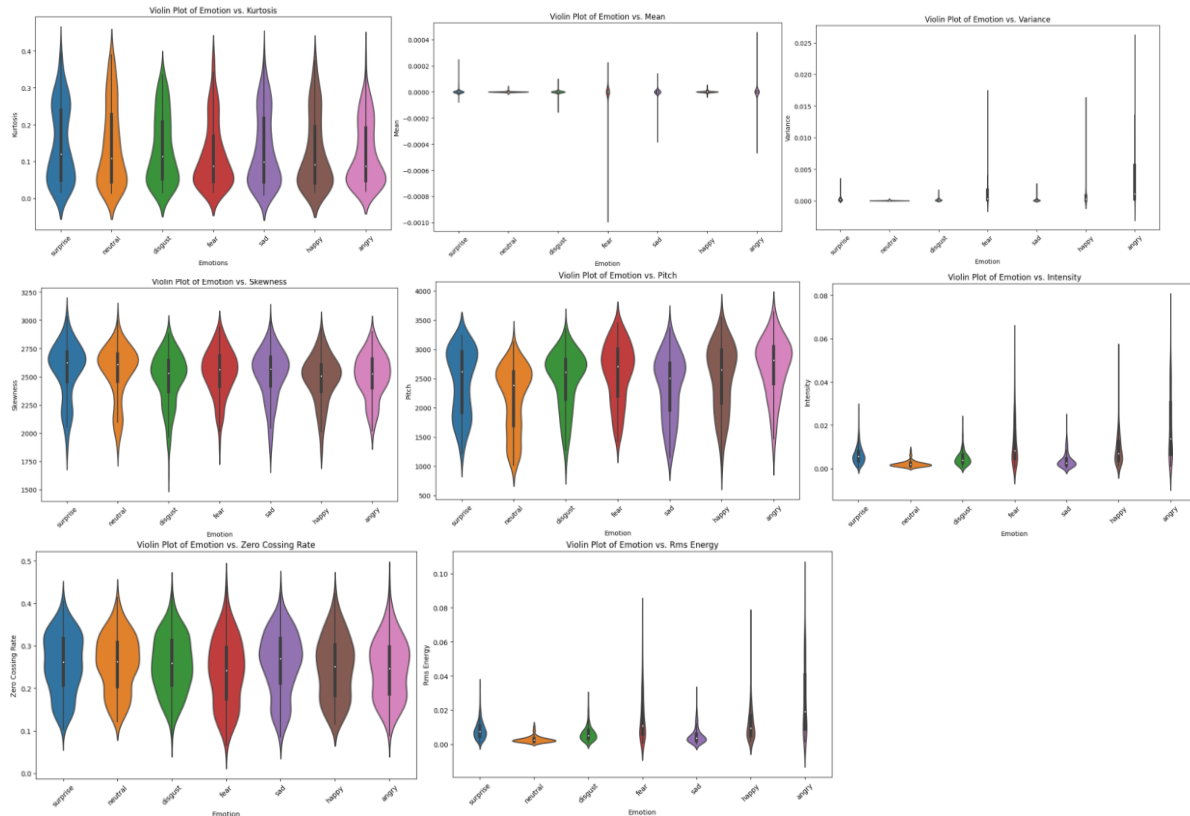 Violin Plot of Emotion vs. Kurtosis
Kurtosis
0.4
0.3
0.2
0.1
0.0
surprise
neutral
disgust
fear
sad
happy
angry
Emotions
Violin Plot of Emotion vs. Mean
Mean
0.0004
0.0002
0.0000
−0.0002
−0.0004
−0.0006
−0.0008
−0.0010
surprise
neutral
disgust
fear
sad
happy
angry
Emotion
Violin Plot of Emotion vs. Variance
Variance
0.025
0.020
0.015
0.010
0.005
0.000
surprise
neutral
disgust
fear
sad
happy
angry
Emotion
Violin Plot of Emotion vs. Skewness
Skewness
3250
3000
2750
2500
2250
2000
1750
1500
surprise
neutral
disgust
fear
sad
happy
angry
Emotion
Violin Plot of Emotion vs. Pitch
Pitch
4000
3500
3000
2500
2000
1500
1000
500
surprise
neutral
disgust
fear
sad
happy
angry
Emotion
Violin Plot of Emotion vs. Intensity
Intensity
0.08
0.06
0.04
0.02
0.00
surprise
neutral
disgust
fear
sad
happy
angry
Emotion
Violin Plot of Emotion vs. Zero Cossing Rate
Zero Cossing Rate
0.5
0.4
0.3
0.2
0.1
0.0
surprise
neutral
disgust
fear
sad
happy
angry
Emotion
Violin Plot of Emotion vs. Rms Energy
Rms Energy
0.10
0.08
0.06
0.04
0.02
0.00
surprise
neutral
disgust
fear
sad
happy
angry
Emotion